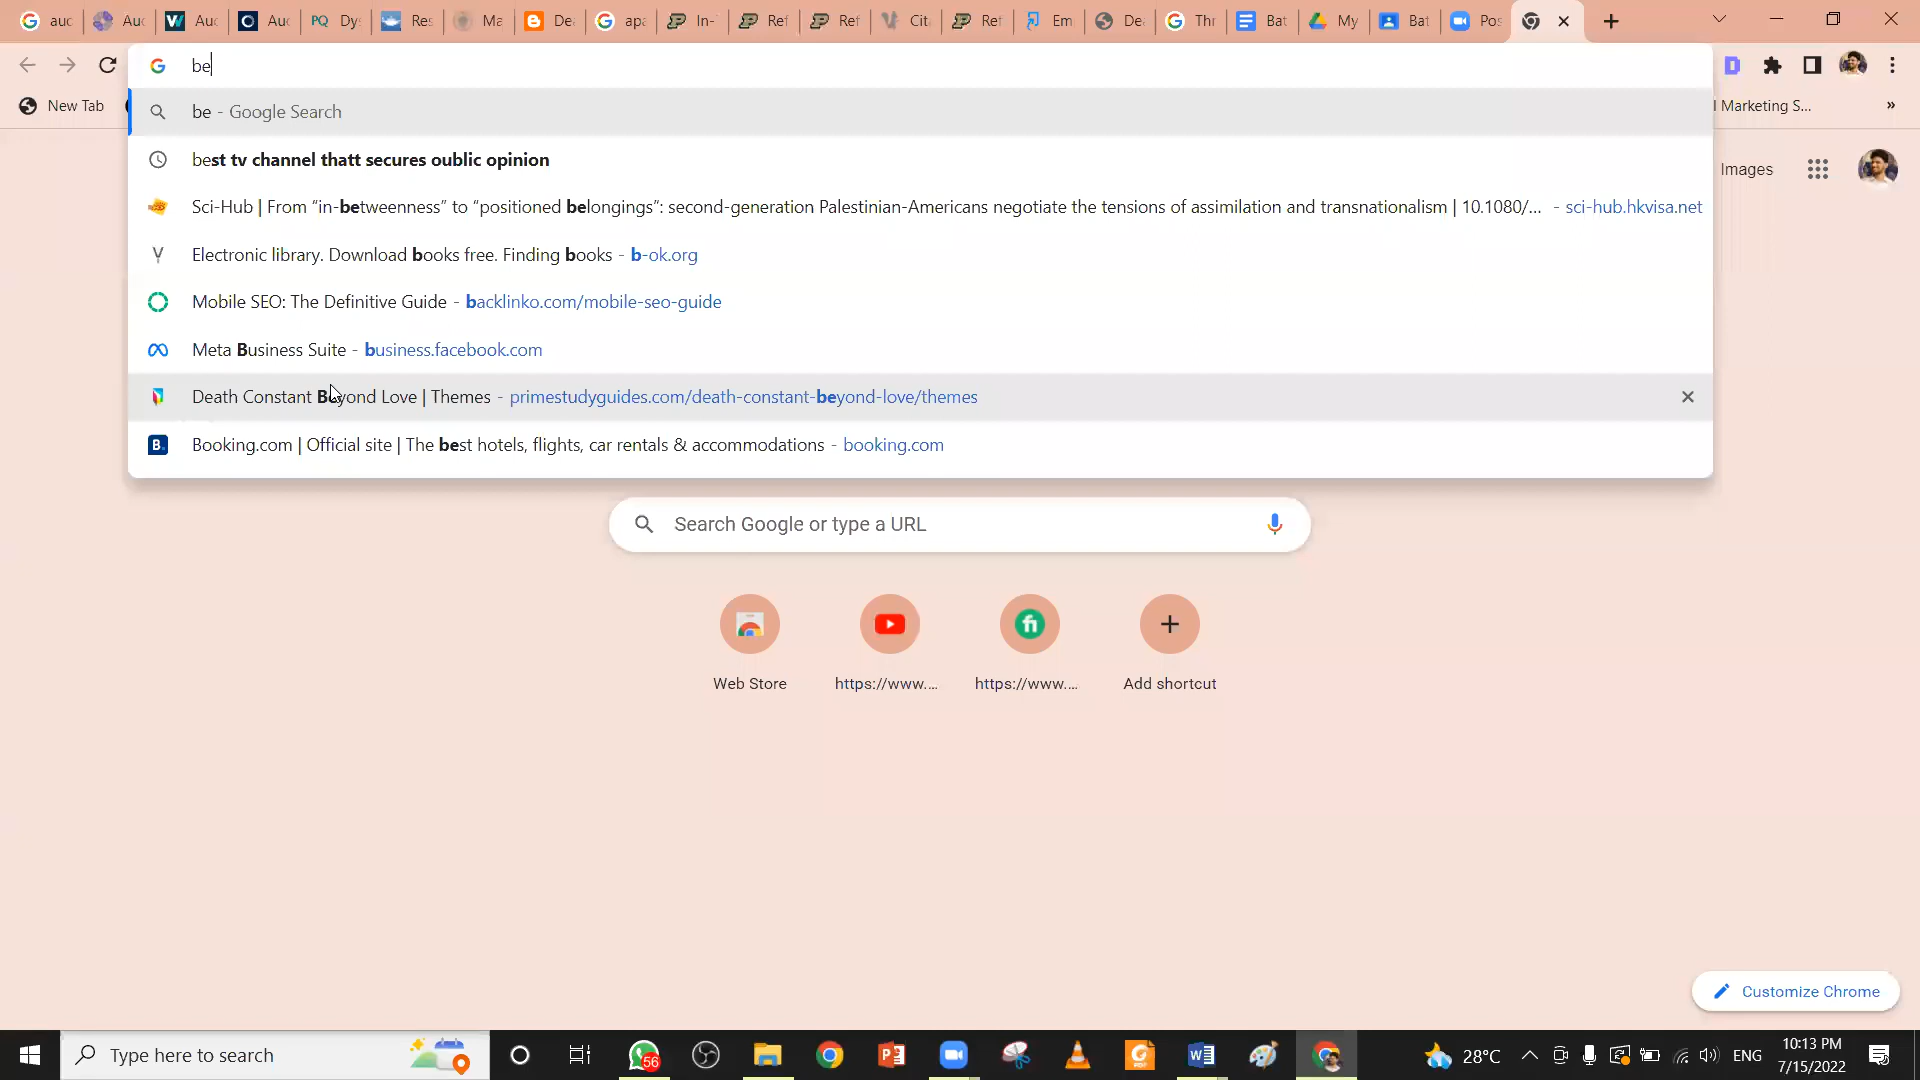 auc
Auc
Auc
Auc
PQ Dys
Res
Ma
Dea
apa
In-
Ref
Ref
Cita
Ref
Em
Dea
Thr
Bat
My
Bat
Pos
be
New Tab
l Marketing S...
»
be - Google Search
best tv channel thatt secures oublic opinion
Sci-Hub | From “in-betweenness” to “positioned belongings”: second-generation Palestinian-Americans negotiate the tensions of assimilation and transnationalism | 10.1080/... - sci-hub.hkvisa.net
Electronic library. Download books free. Finding books - b-ok.org
Mobile SEO: The Definitive Guide - backlinko.com/mobile-seo-guide
Meta Business Suite - business.facebook.com
Death Constant Beyond Love | Themes - primestudyguides.com/death-constant-beyond-love/themes
B. Booking.com | Official site | The best hotels, flights, car rentals & accommodations - booking.com
Images
Search Google or type a URL
Web Store
https://www....
https://www....
Add shortcut
Customize Chrome
Type here to search
56
28°C
ENG
10:13 PM
7/15/2022